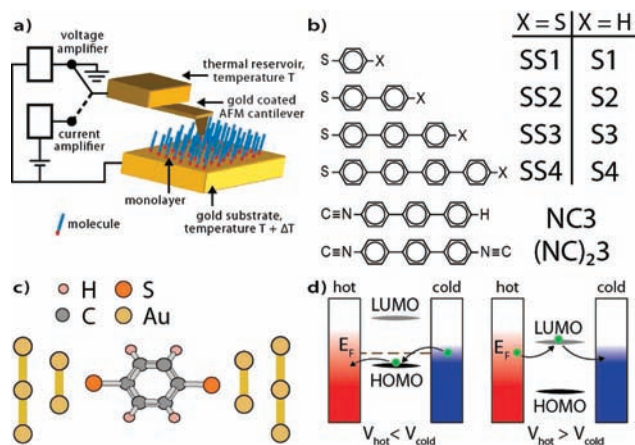 a)
voltage
amplifier
thermal reservoir,
temperature T
gold coated
AFM cantilever
current
amplifier
monolayer
gold substrate,
temperature T + ΔT
molecule
b)
X = S X = H
S X SS1 S1
S X SS2 S2
S X SS3 S3
S X SS4 S4
C≡N H NC3
C≡N N≡C (NC)₂3
c)
H S
C Au
d)
hot cold hot cold
LUMO LUMO
E_F E_F
HOMO HOMO
V_hot < V_cold V_hot > V_cold